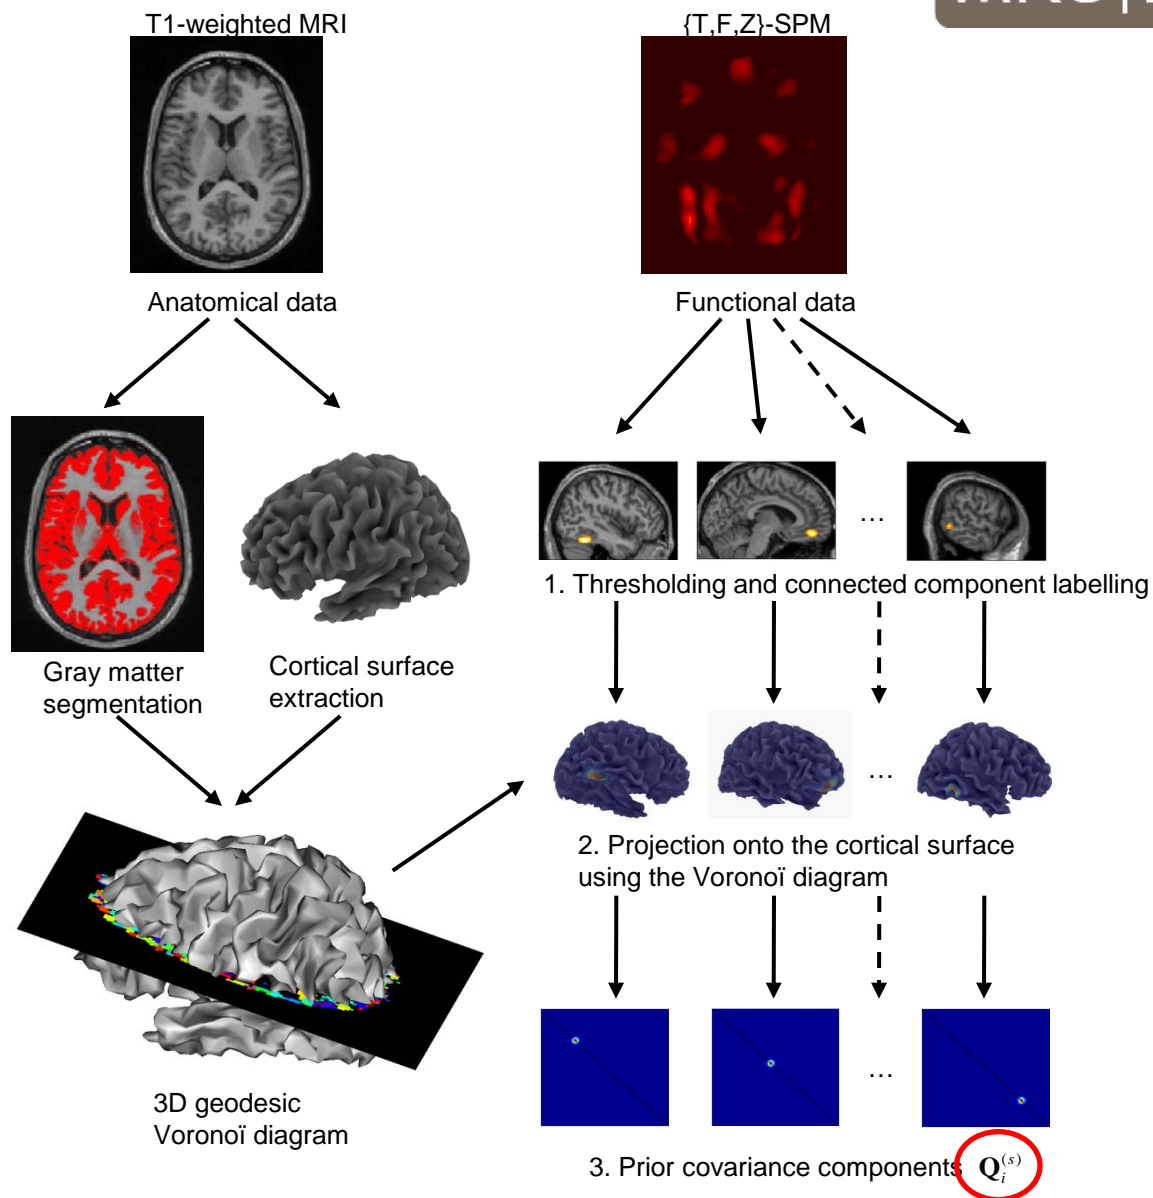 T1-weighted MRI
{T,F,Z}-SPM
Anatomical data
Functional data
...
1. Thresholding and connected component labelling
Gray matter
segmentation
Cortical surface
extraction
...
2. Projection onto the cortical surface
using the Voronoï diagram
3D geodesic
Voronoï diagram
...
3. Prior covariance components Q_i^(s)